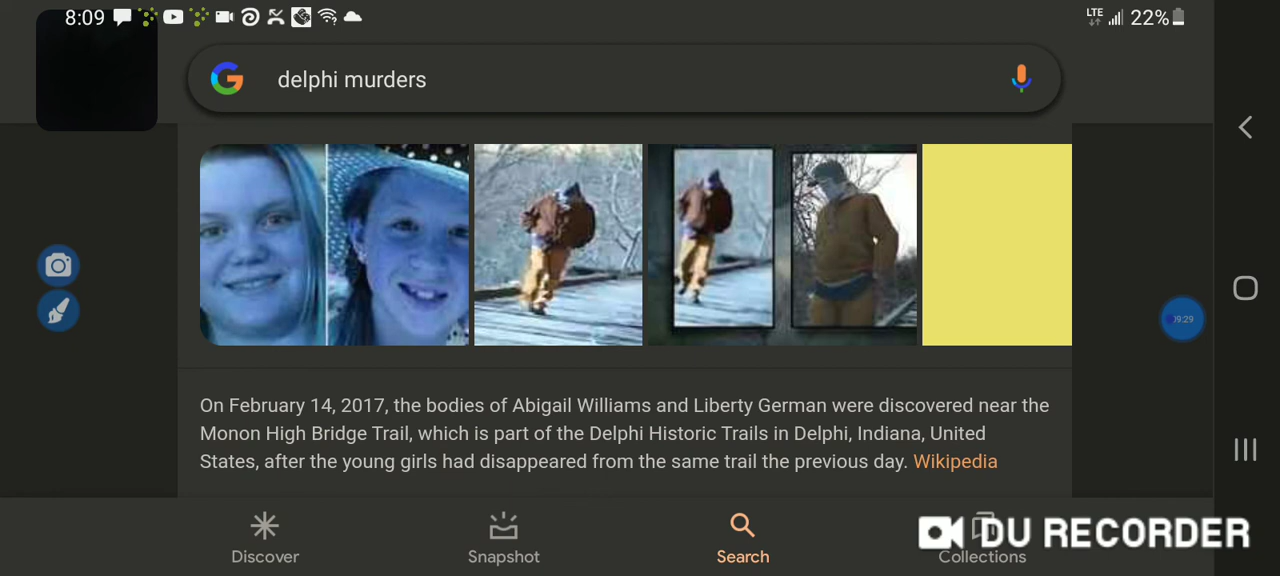 8:09
LTE
22%
delphi murders
09:29
On February 14, 2017, the bodies of Abigail Williams and Liberty German were discovered near the
Monon High Bridge Trail, which is part of the Delphi Historic Trails in Delphi, Indiana, United
States, after the young girls had disappeared from the same trail the previous day. Wikipedia
Discover
Snapshot
Search
Collections
DU RECORDER